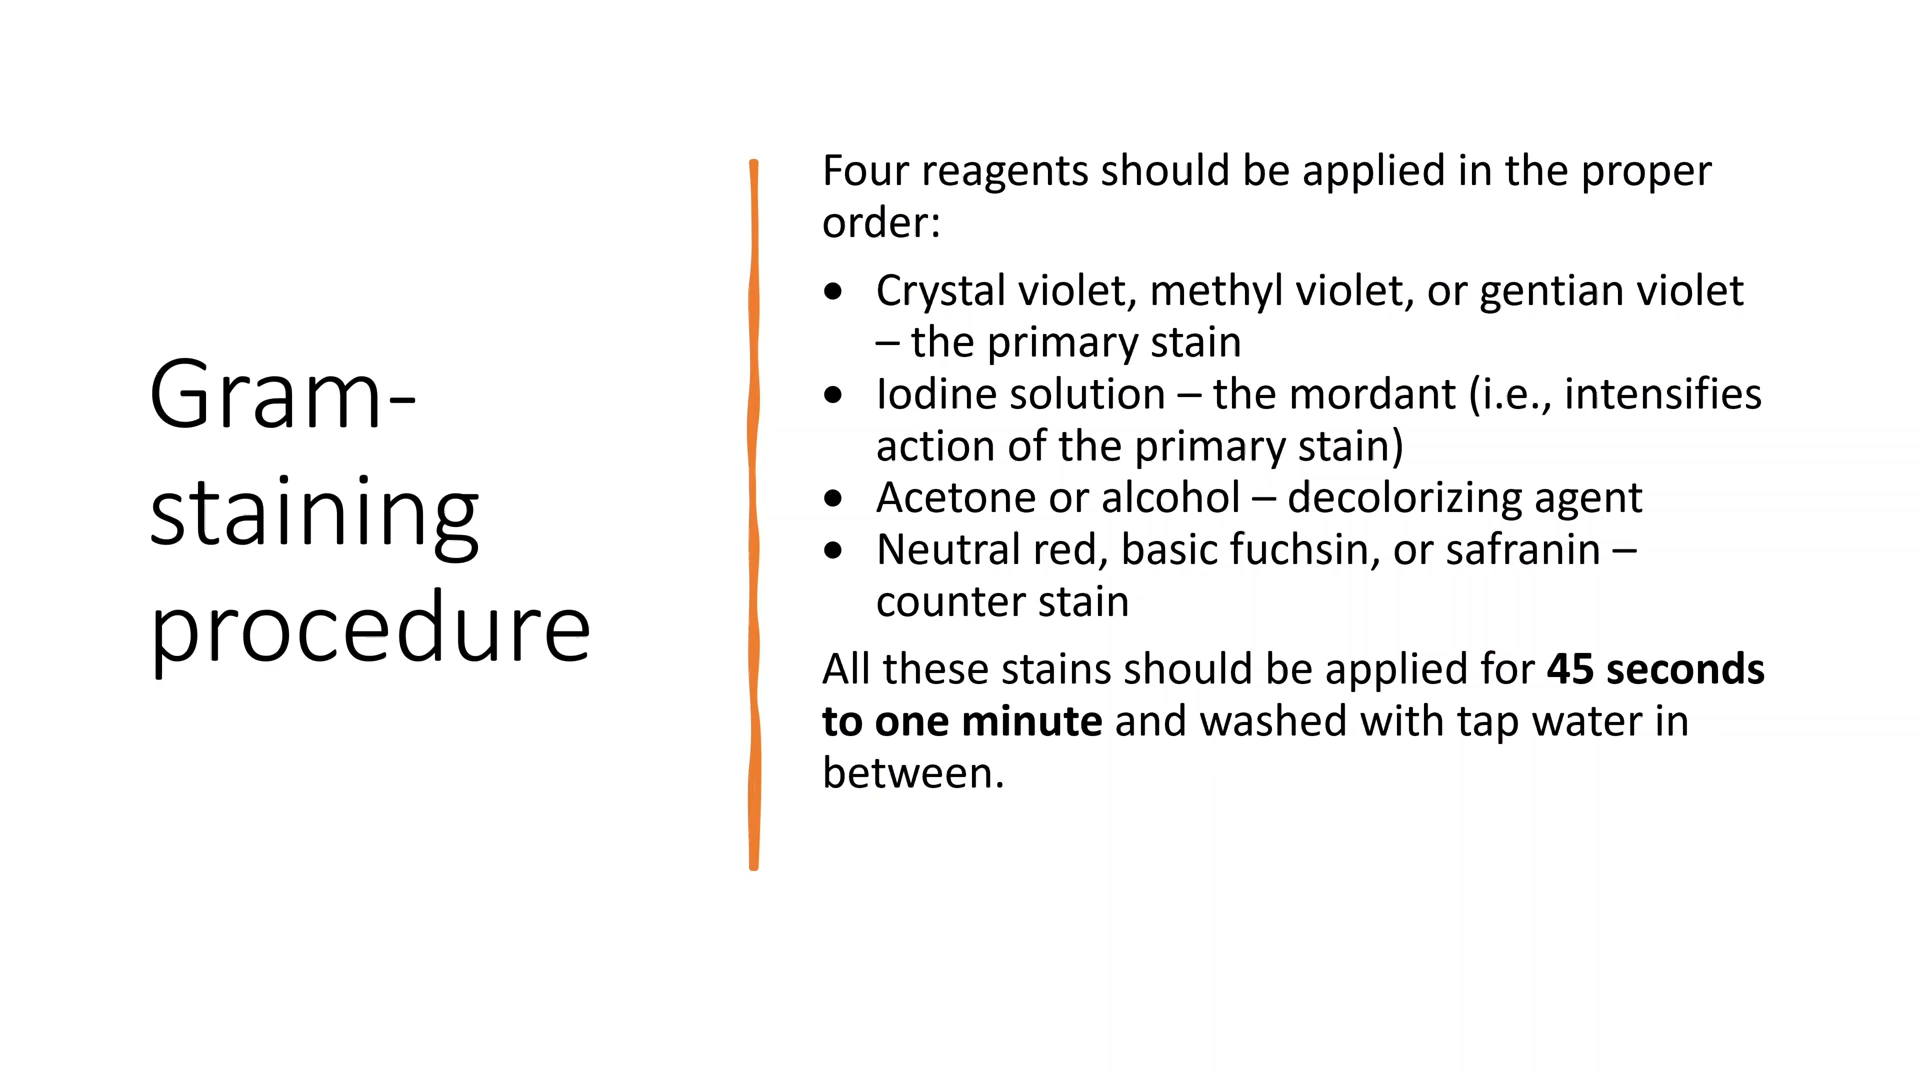 Gram-
staining
procedure
Four reagents should be applied in the proper
order:
• Crystal violet, methyl violet, or gentian violet
– the primary stain
• Iodine solution – the mordant (i.e., intensifies
action of the primary stain)
• Acetone or alcohol – decolorizing agent
• Neutral red, basic fuchsin, or safranin –
counter stain
All these stains should be applied for 45 seconds
to one minute and washed with tap water in
between.